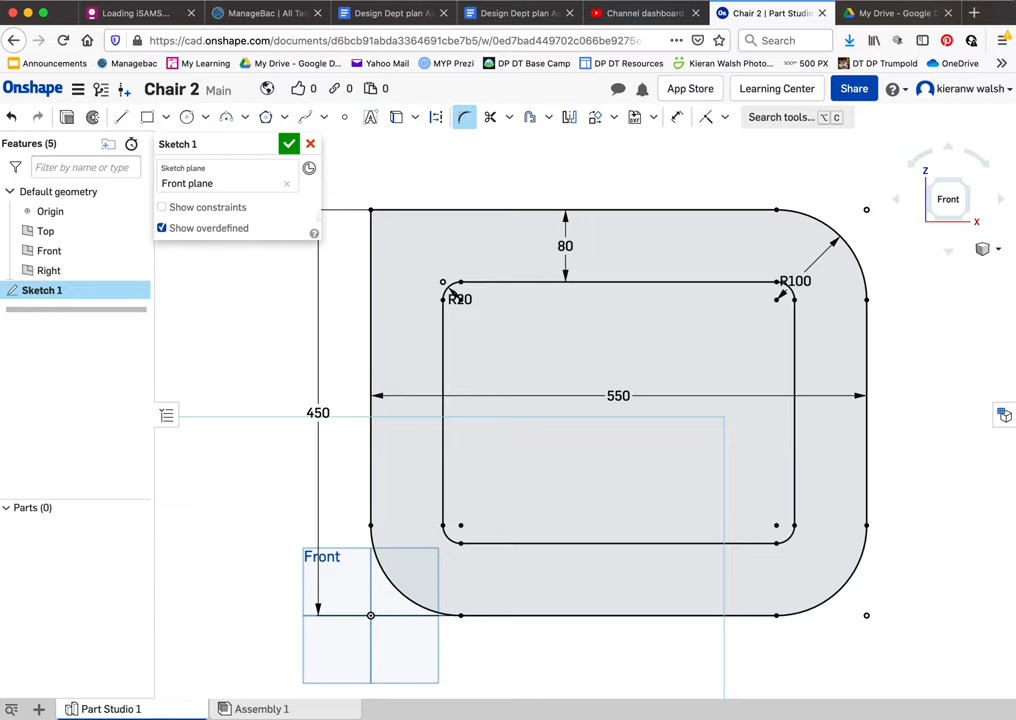 Loading iSAMS...
ManageBac | All Tas
Design Dept plan Ap
Design Dept plan Ap
Channel dashboard
Chair 2 | Part Studio
My Drive - Google D
https://cad.onshape.com/documents/d6bcb91abda3364691cbe7b5/w/0ed7bad449702c066be9275e
Search
Announcements
Managebac
My Learning
My Drive - Google D...
Yahoo Mail
MYP Prezi
DP DT Base Camp
DP DT Resources
Kieran Walsh Photo...
500 PX
DT DP Trumpold
OneDrive
Onshape
Chair 2
Main
0
0
0
App Store
Learning Center
Share
kieranw walsh
Search tools...
⌥ C
Features (5)
Filter by name or type
Default geometry
Origin
Top
Front
Right
Sketch 1
Sketch 1
Sketch plane
Front plane
Show constraints
Show overdefined
Z
Front
X
80
R100
R20
550
450
Front
Parts (0)
Part Studio 1
Assembly 1